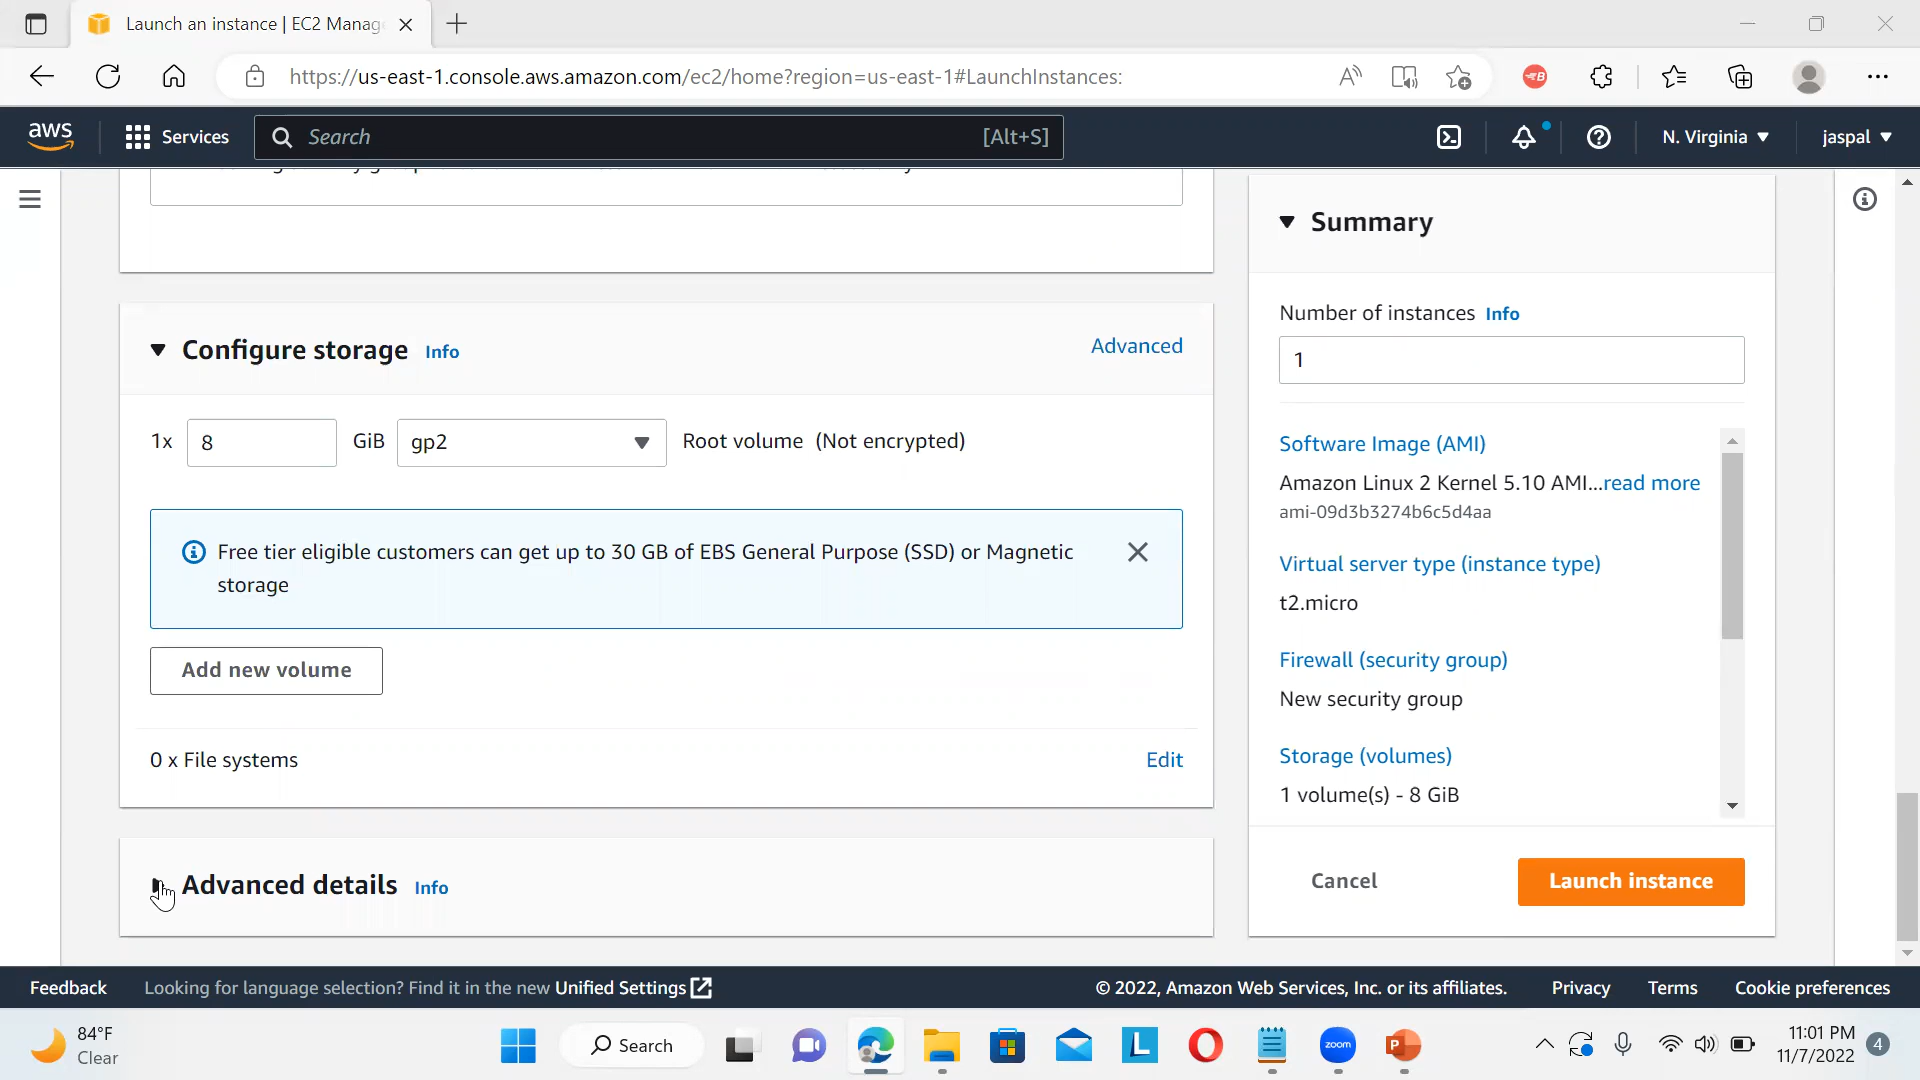 Launch an instance | EC2 Manag
https://us-east-1.console.aws.amazon.com/ec2/home?region=us-east-1#LaunchInstances:
aws
Services
Search
[Alt+S]
N. Virginia
jaspal
Configure storage
Info
Advanced
1x
8
GiB
gp2
Root volume (Not encrypted)
Free tier eligible customers can get up to 30 GB of EBS General Purpose (SSD) or Magnetic
storage
Add new volume
0 x File systems
Edit
Advanced details
Info
Summary
Number of instances
Info
1
Software Image (AMI)
Amazon Linux 2 Kernel 5.10 AMI...read more
ami-09d3b3274b6c5d4aa
Virtual server type (instance type)
t2.micro
Firewall (security group)
New security group
Storage (volumes)
1 volume(s) - 8 GiB
Cancel
Launch instance
Feedback
Looking for language selection? Find it in the new Unified Settings
© 2022, Amazon Web Services, Inc. or its affiliates.
Privacy
Terms
Cookie preferences
84°F
Clear
Search
zoom
11:01 PM
11/7/2022
4